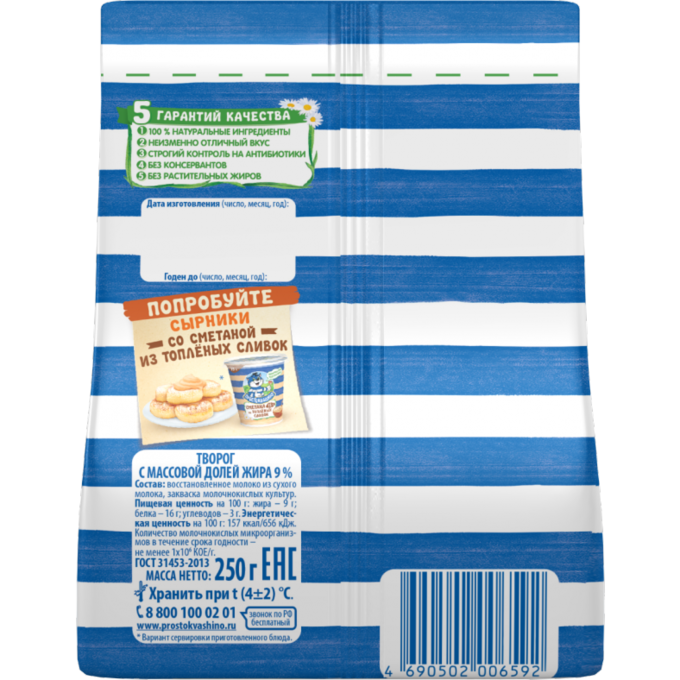 5 ГАРАНТИЙ КАЧЕСТВА
1 100 % НАТУРАЛЬНЫЕ ИНГРЕДИЕНТЫ
2 НЕИЗМЕННО ОТЛИЧНЫЙ ВКУС
3 СТРОГИЙ КОНТРОЛЬ НА АНТИБИОТИКИ
4 БЕЗ КОНСЕРВАНТОВ
5 БЕЗ РАСТИТЕЛЬНЫХ ЖИРОВ
Дата изготовления (число, месяц, год):
Годен до (число, месяц, год):
ПОПРОБУЙТЕ
СЫРНИКИ
СО СМЕТАНОЙ
ИЗ ТОПЛЁНЫХ СЛИВОК
ТВОРОГ
С МАССОВОЙ ДОЛЕЙ ЖИРА 9 %
Состав: восстановленное молоко из сухого
молока, закваска молочнокислых культур.
Пищевая ценность на 100 г: жира – 9 г;
белка – 16 г; углеводов – 3 г. Энергетичес-
кая ценность на 100 г: 157 ккал/656 кДж.
Количество молочнокислых микроорганиз-
мов в течение срока годности –
не менее 1х10⁶ КОЕ/г.
ГОСТ 31453-2013
МАССА НЕТТО: 250 г ЕАС
Хранить при t (4±2) °С.
8 800 100 02 01 звонок по РФ бесплатный
www.prostokvashino.ru
* Вариант сервировки приготовленного блюда.
4 690502 006592